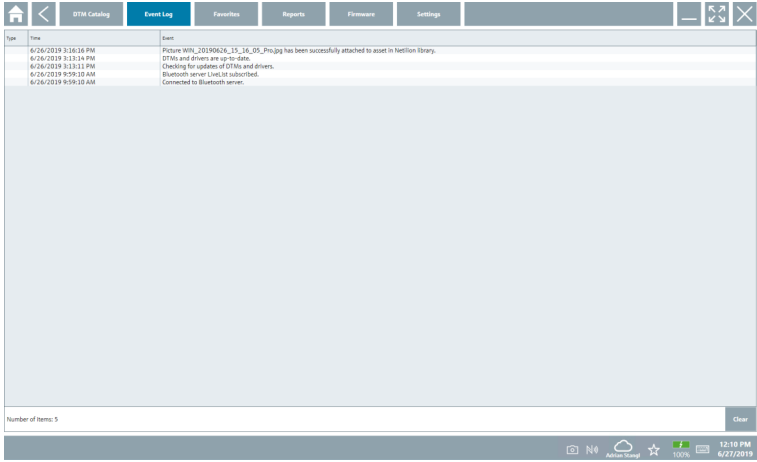 DTM Catalog Event Log Favorites Reports Firmware Settings
Type Time Event
6/26/2019 3:16:16 PM Picture WIN_20190626_15_16_05_Pro.jpg has been successfully attached to asset in Netilion library.
6/26/2019 3:13:14 PM DTMs and drivers are up-to-date.
6/26/2019 3:13:11 PM Checking for updates of DTMs and drivers.
6/26/2019 9:59:10 AM Bluetooth server LiveList subscribed.
6/26/2019 9:59:10 AM Connected to Bluetooth server.
Number of items: 5 Clear
Adrian Stangl 100% 12:10 PM
6/27/2019